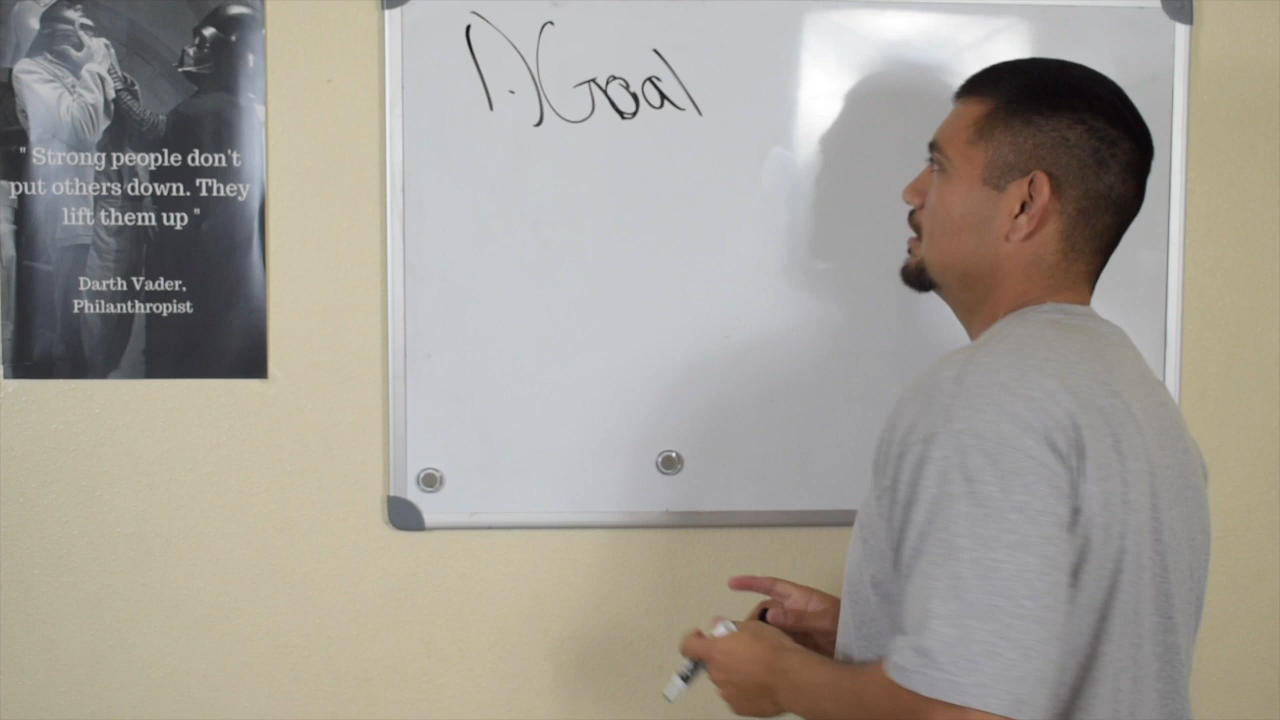 " Strong people don't
put others down. They
lift them up "
Darth Vader,
Philanthropist
1.) Goal